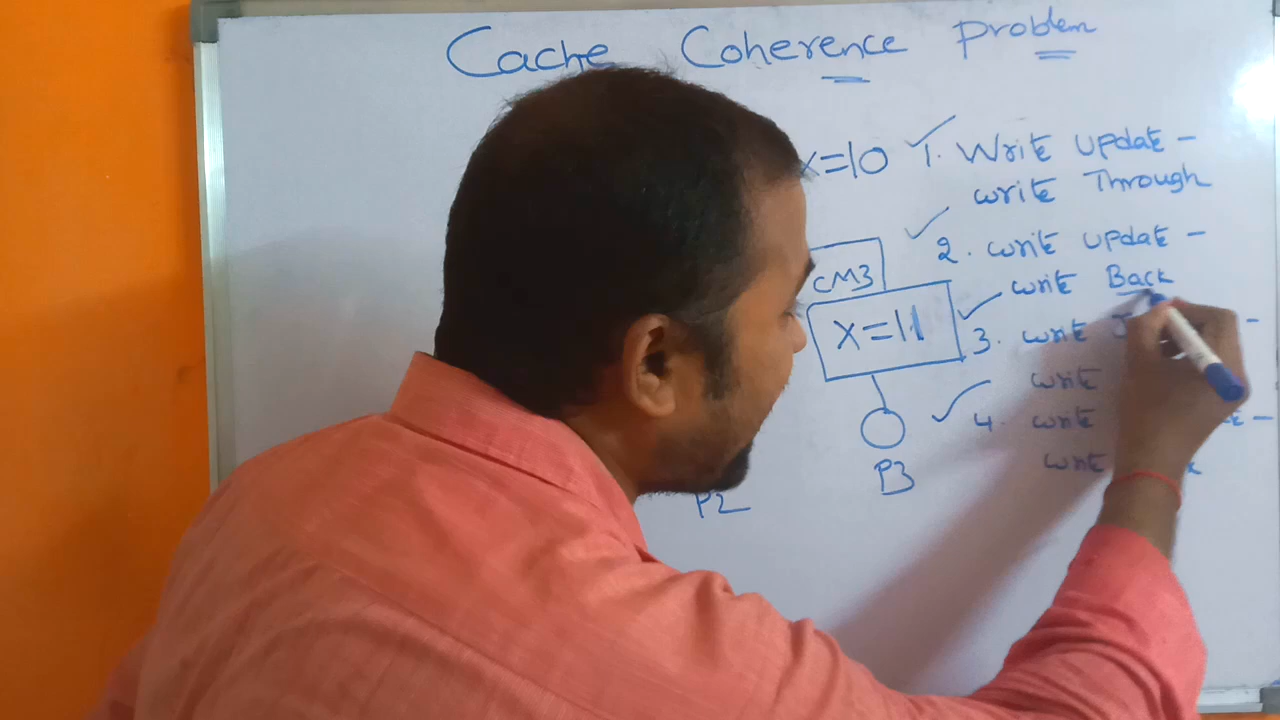 Cache Coherence Problem
x=10
1. Write Update -
write Through
2. write update -
write Back
3. write -
write
4. write -
write
CM3
x=11
P3
P2